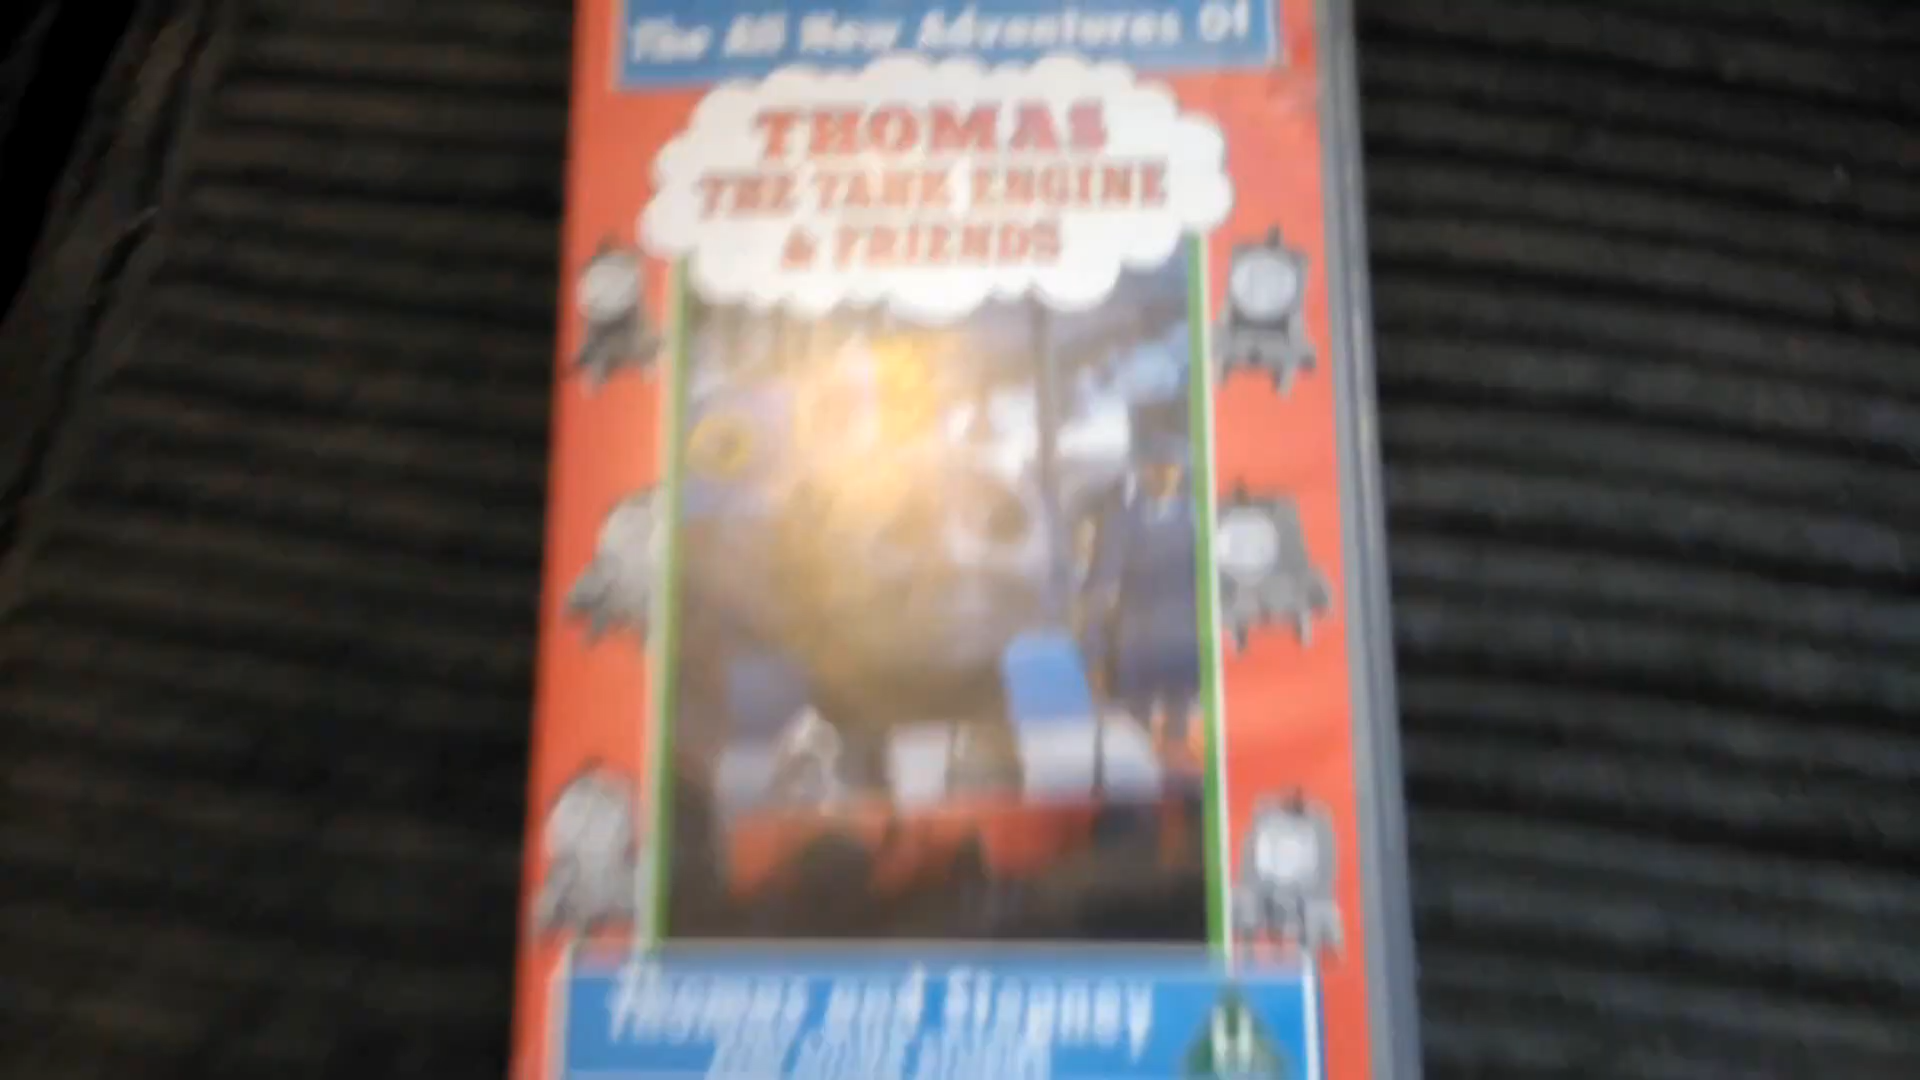 The All New Adventures Of
THOMAS
THE TANK ENGINE
& FRIENDS
Thomas and Stepney
U